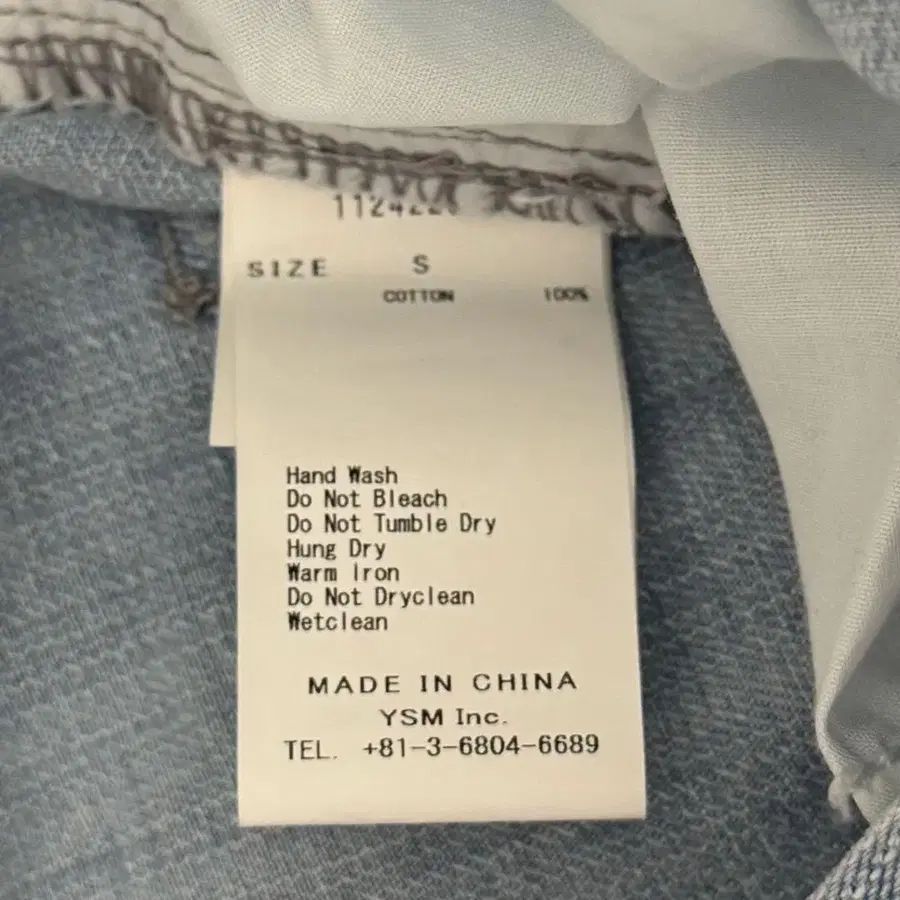 SIZE S
COTTON 100%
Hand Wash
Do Not Bleach
Do Not Tumble Dry
Hung Dry
Warm Iron
Do Not Dryclean
Wetclean
MADE IN CHINA
YSM Inc.
TEL. +81-3-6804-6689